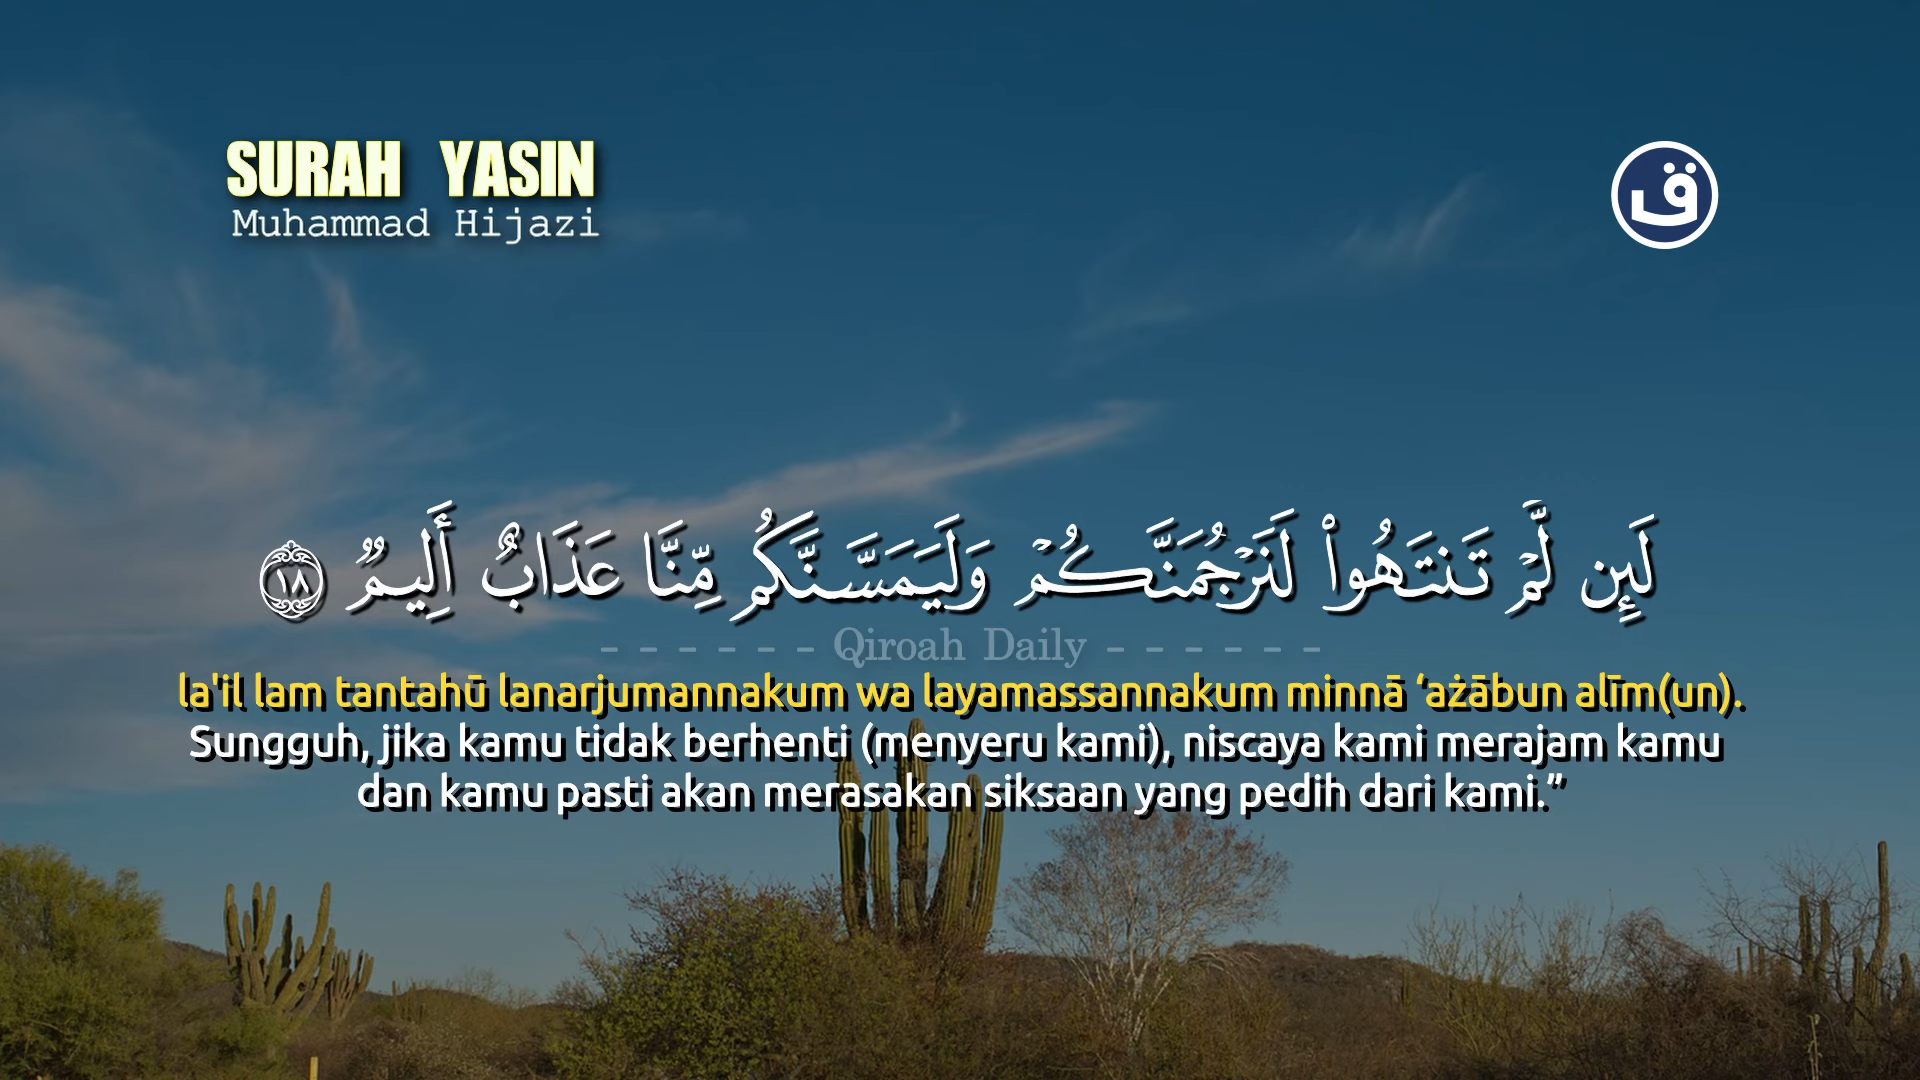 SURAH YASIN
Muhammad Hijazi
ق
لَئِن لَّمْ تَنتَهُوا۟ لَنَرْجُمَنَّكُمْ وَلَيَمَسَّنَّكُم مِّنَّا عَذَابٌ أَلِيمٌ ١٨
- - - - - - Qiroah Daily - - - - - -
la'il lam tantahū lanarjumannakum wa layamassannakum minnā ‘ażābun alīm(un).
Sungguh, jika kamu tidak berhenti (menyeru kami), niscaya kami merajam kamu
dan kamu pasti akan merasakan siksaan yang pedih dari kami.”